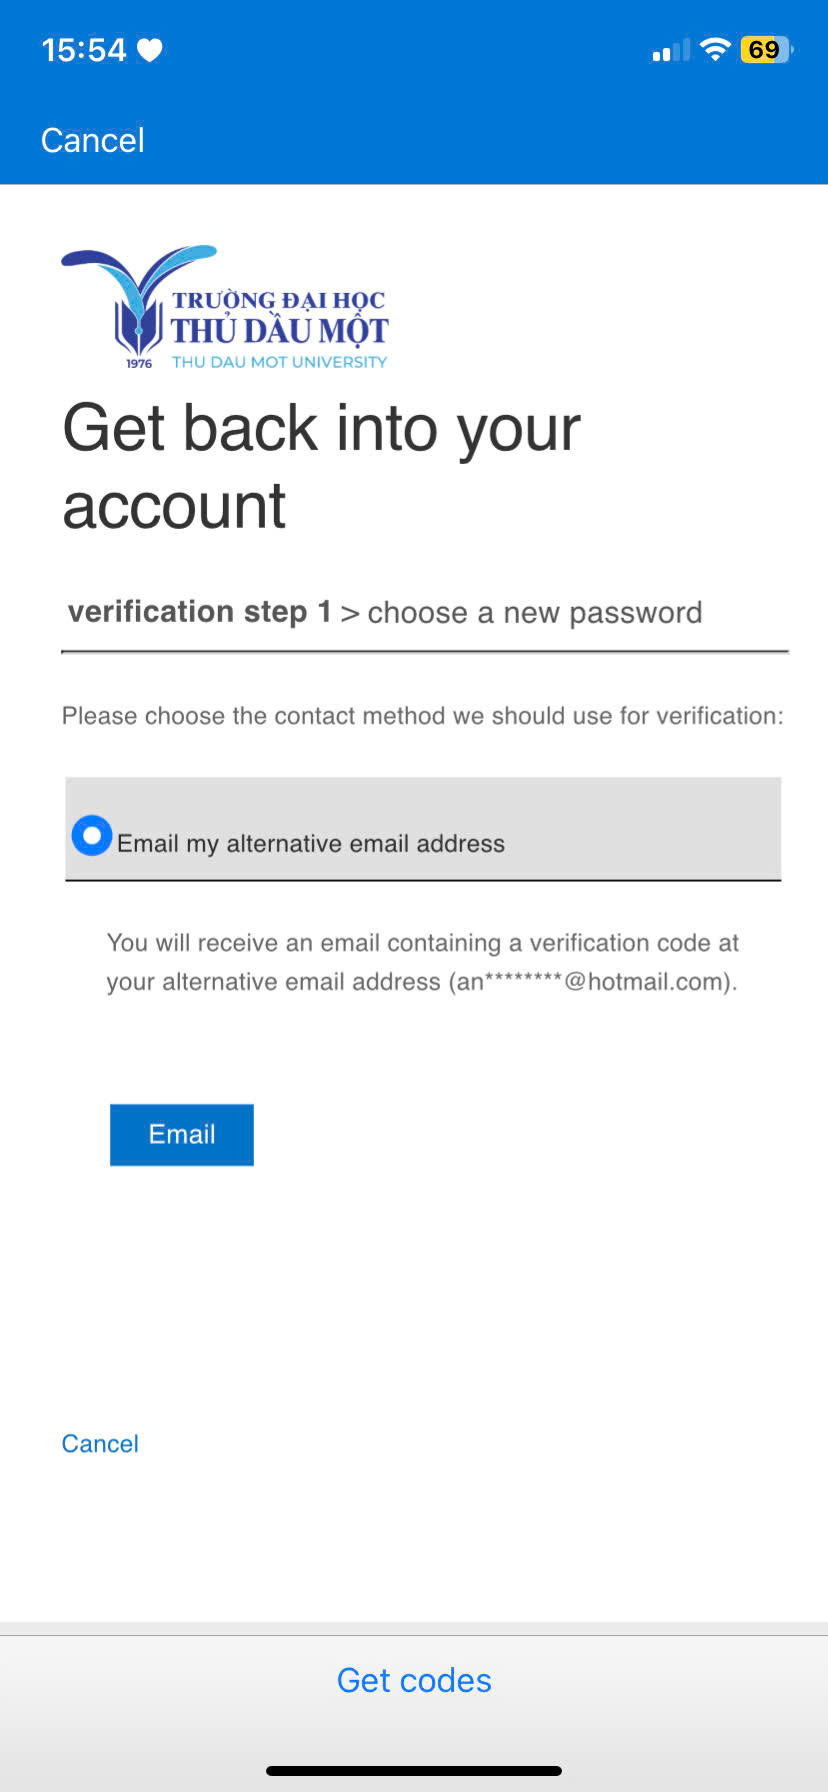 15:54
69
Cancel
TRƯỜNG ĐẠI HỌC
THỦ DẦU MỘT
1976 THU DAU MOT UNIVERSITY
Get back into your
account
verification step 1 > choose a new password
Please choose the contact method we should use for verification:
Email my alternative email address
You will receive an email containing a verification code at
your alternative email address (an********@hotmail.com).
Email
Cancel
Get codes